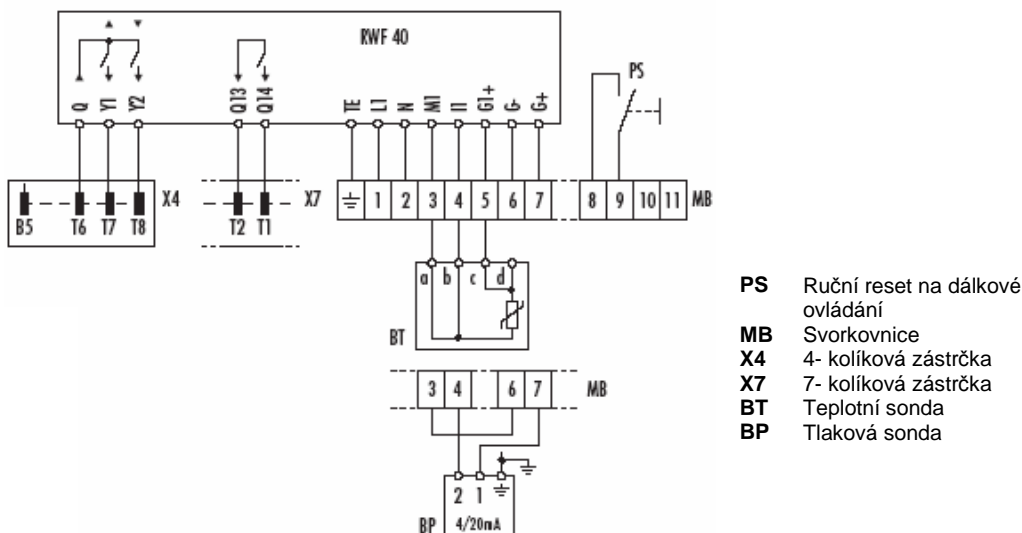 RWF 40
Q Y1 Y2 Q13 Q14 TE L1 N M1 I1 G1+ G- G+
PS
B5 T6 T7 T8 X4
T2 T1 X7
1 2 3 4 5 6 7
8 9 10 11 MB
a b c d
BT
3 4 6 7 MB
2 1
BP 4/20mA
PS Ruční reset na dálkové
ovládání
MB Svorkovnice
X4 4- kolíková zástrčka
X7 7- kolíková zástrčka
BT Teplotní sonda
BP Tlaková sonda